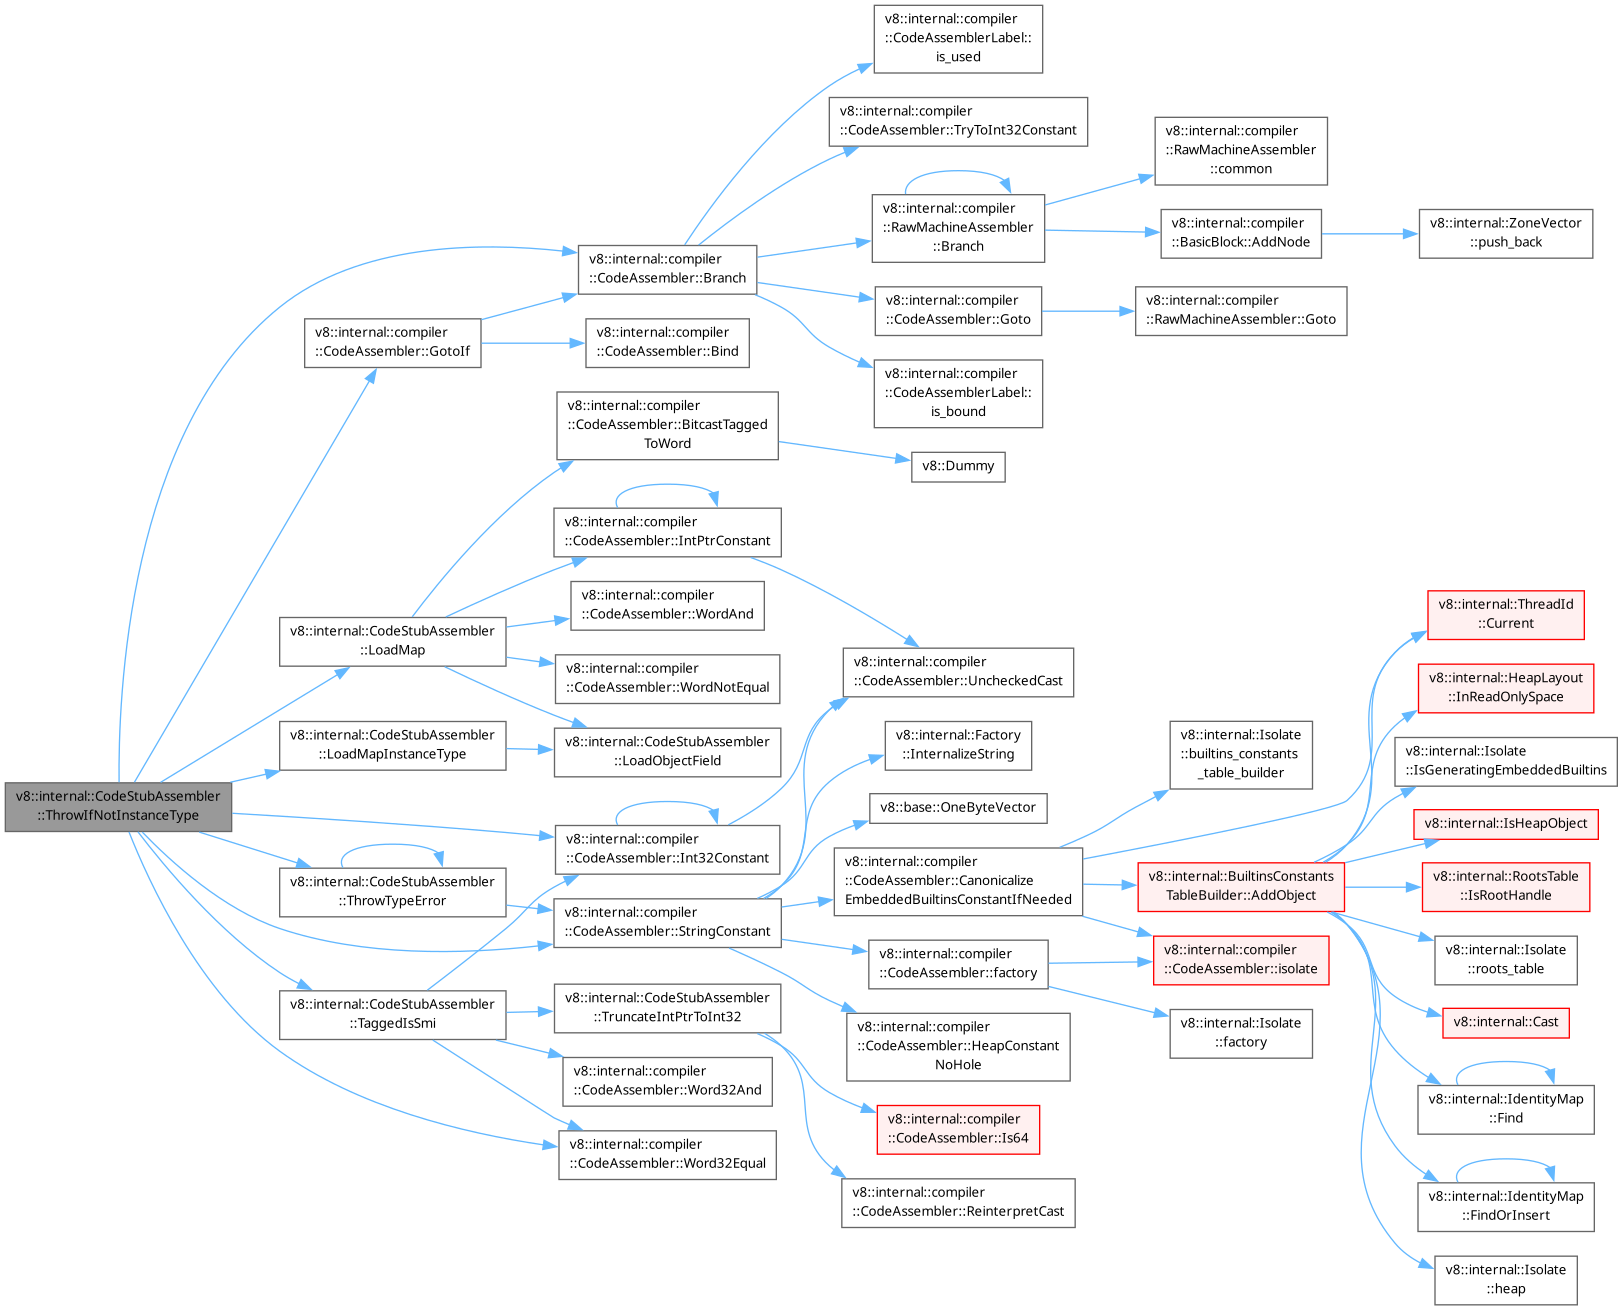 v8::internal::CodeStubAssembler
::ThrowIfNotInstanceType
v8::internal::compiler
::CodeAssembler::GotoIf
v8::internal::CodeStubAssembler
::LoadMap
v8::internal::CodeStubAssembler
::LoadMapInstanceType
v8::internal::CodeStubAssembler
::ThrowTypeError
v8::internal::CodeStubAssembler
::TaggedIsSmi
v8::internal::compiler
::CodeAssembler::Branch
v8::internal::compiler
::CodeAssembler::Bind
v8::internal::compiler
::CodeAssembler::BitcastTagged
ToWord
v8::internal::compiler
::CodeAssembler::IntPtrConstant
v8::internal::compiler
::CodeAssembler::WordAnd
v8::internal::compiler
::CodeAssembler::WordNotEqual
v8::internal::CodeStubAssembler
::LoadObjectField
v8::internal::compiler
::CodeAssembler::Int32Constant
v8::internal::compiler
::CodeAssembler::StringConstant
v8::internal::CodeStubAssembler
::TruncateIntPtrToInt32
v8::internal::compiler
::CodeAssembler::Word32And
v8::internal::compiler
::CodeAssembler::Word32Equal
v8::internal::compiler
::CodeAssemblerLabel::
is_used
v8::internal::compiler
::CodeAssembler::TryToInt32Constant
v8::internal::compiler
::RawMachineAssembler
::Branch
v8::internal::compiler
::CodeAssembler::Goto
v8::internal::compiler
::CodeAssemblerLabel::
is_bound
v8::Dummy
v8::internal::compiler
::CodeAssembler::UncheckedCast
v8::internal::Factory
::InternalizeString
v8::base::OneByteVector
v8::internal::compiler
::CodeAssembler::Canonicalize
EmbeddedBuiltinsConstantIfNeeded
v8::internal::compiler
::CodeAssembler::factory
v8::internal::compiler
::CodeAssembler::HeapConstant
NoHole
v8::internal::compiler
::CodeAssembler::Is64
v8::internal::compiler
::CodeAssembler::ReinterpretCast
v8::internal::compiler
::RawMachineAssembler
::common
v8::internal::compiler
::BasicBlock::AddNode
v8::internal::compiler
::RawMachineAssembler::Goto
v8::internal::Isolate
::builtins_constants
_table_builder
v8::internal::BuiltinsConstants
TableBuilder::AddObject
v8::internal::compiler
::CodeAssembler::isolate
v8::internal::Isolate
::factory
v8::internal::ZoneVector
::push_back
v8::internal::ThreadId
::Current
v8::internal::HeapLayout
::InReadOnlySpace
v8::internal::Isolate
::IsGeneratingEmbeddedBuiltins
v8::internal::IsHeapObject
v8::internal::RootsTable
::IsRootHandle
v8::internal::Isolate
::roots_table
v8::internal::Cast
v8::internal::IdentityMap
::Find
v8::internal::IdentityMap
::FindOrInsert
v8::internal::Isolate
::heap